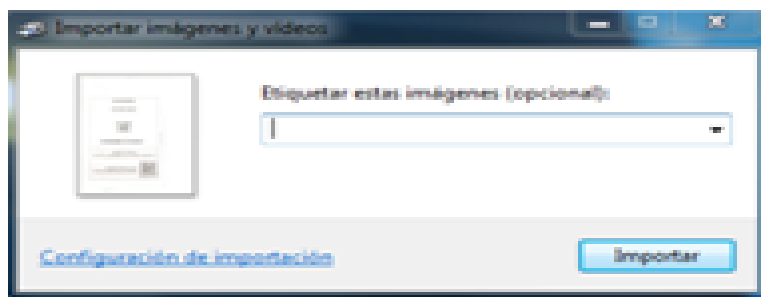 Importar imágenes y vídeos
Etiquetar estas imágenes (opcional):
Configuración de importación
Importar